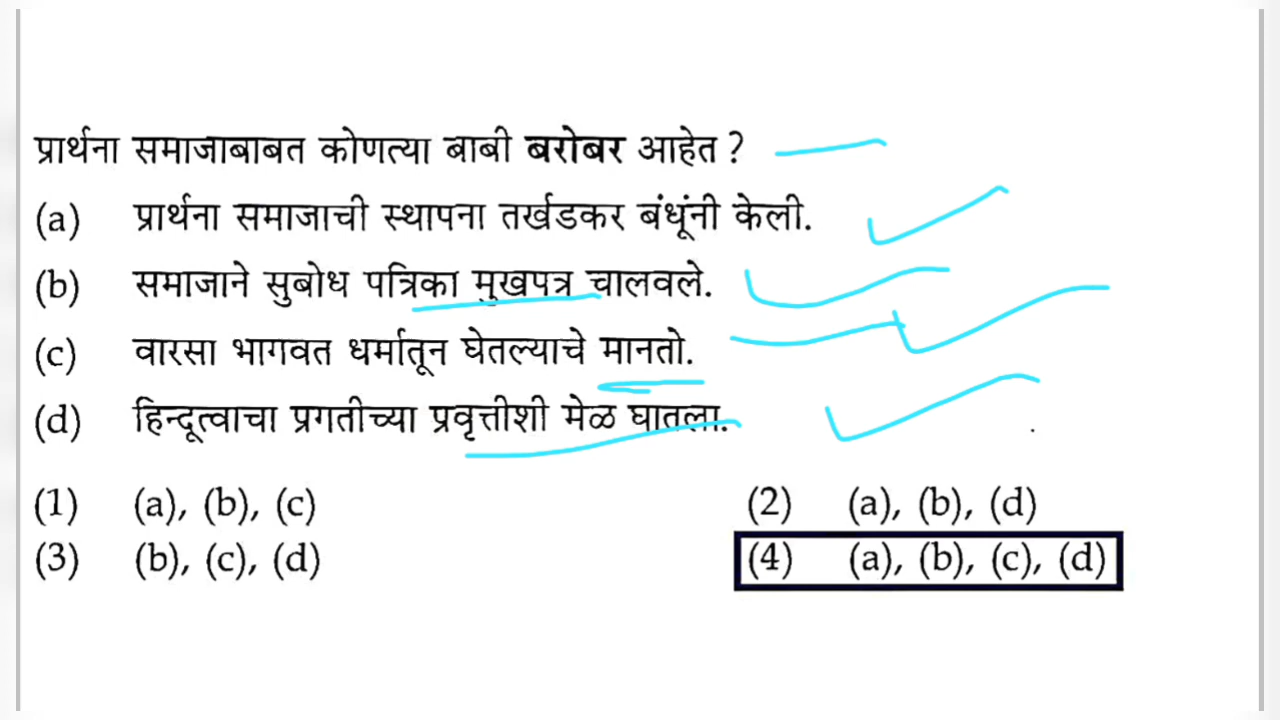 प्रार्थना समाजाबाबत कोणत्या बाबी बरोबर आहेत ?
(a) प्रार्थना समाजाची स्थापना तर्खडकर बंधूंनी केली.
(b) समाजाने सुबोध पत्रिका मुखपत्र चालवले.
(c) वारसा भागवत धर्मातून घेतल्याचे मानतो.
(d) हिन्दूत्वाचा प्रगतीच्या प्रवृत्तीशी मेळ घातला.
(1) (a), (b), (c) (2) (a), (b), (d)
(3) (b), (c), (d) (4) (a), (b), (c), (d)